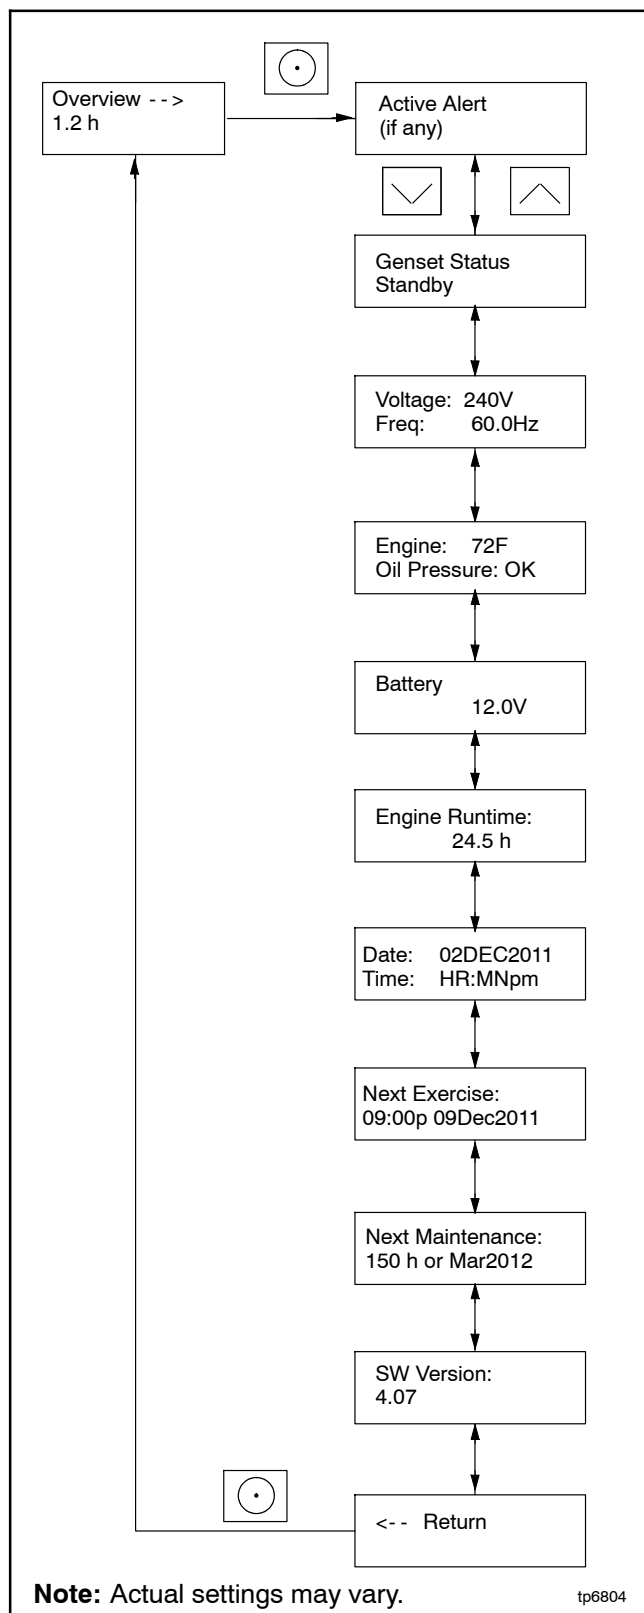 Overview -->
1.2 h
Active Alert
(if any)
Genset Status
Standby
Voltage: 240V
Freq: 60.0Hz
Engine: 72F
Oil Pressure: OK
Battery
12.0V
Engine Runtime:
24.5 h
Date: 02DEC2011
Time: HR:MNpm
Next Exercise:
09:00p 09Dec2011
Next Maintenance:
150 h or Mar2012
SW Version:
4.07
<-- Return
Note: Actual settings may vary.
tp6804